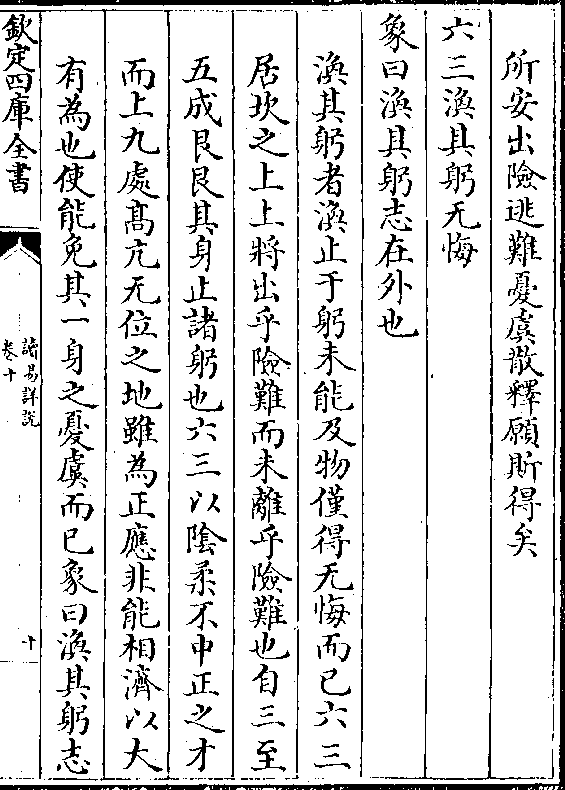 所安出險逃難憂虞散釋願斯得矣
六三渙其躬无悔
象曰渙其躬志在外也
渙其躬者渙止于躬未能及物僅得无悔而已六三
居坎之上上將出乎險難而未離乎險難也自三至
五成艮艮其身止諸躬也六三以陰柔不中正之才
而上九處髙亢无位之地雖為正應非能相濟以大
有為也使能免其一身之憂虞而已象曰渙其躬志
欽定四庫全書
讀易詳説
卷十
十